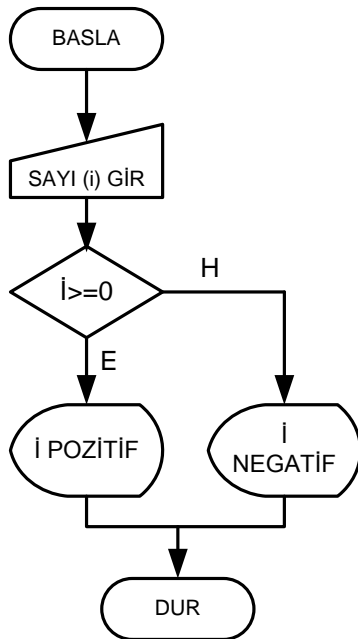 BASLA
SAYI (i) GİR
İ>=0
H
E
İ POZİTİF
İ
NEGATİF
DUR